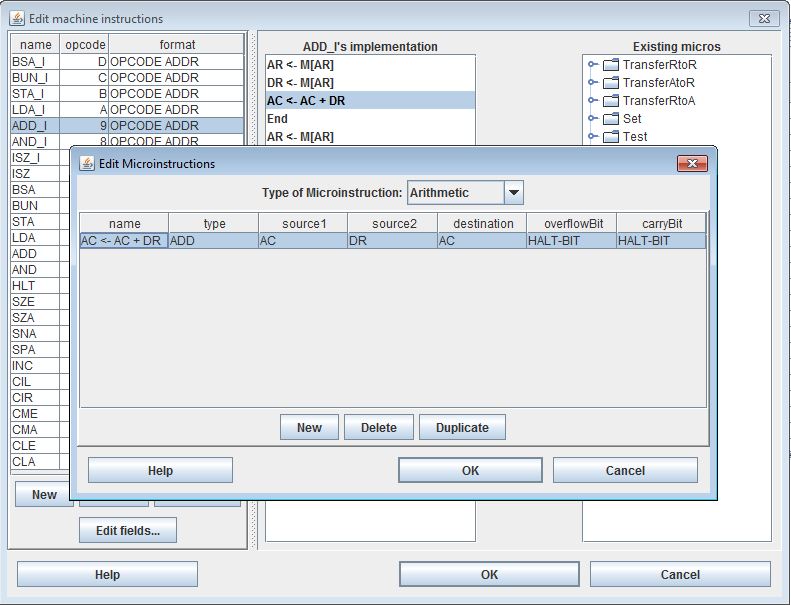 Edit machine instructions
name opcode format
BSA_I D OPCODE ADDR
BUN_I C OPCODE ADDR
STA_I B OPCODE ADDR
LDA_I A OPCODE ADDR
ADD_I 9 OPCODE ADDR
AND_I 8 OPCODE ADDR
ISZ_I
ISZ
BSA
BUN
STA
LDA
ADD
AND
HLT
SZE
SZA
SNA
SPA
INC
CIL
CIR
CME
CMA
CLE
CLA
New
Edit fields...
ADD_I's implementation
AR <- M[AR]
DR <- M[AR]
AC <- AC + DR
End
AR <- M[AR]
Existing micros
TransferRtoR
TransferAtoR
TransferRtoA
Set
Test
Edit Microinstructions
Type of Microinstruction: Arithmetic
name type source1 source2 destination overflowBit carryBit
AC <- AC + DR ADD AC DR AC HALT-BIT HALT-BIT
New Delete Duplicate
Help OK Cancel
Help OK Cancel